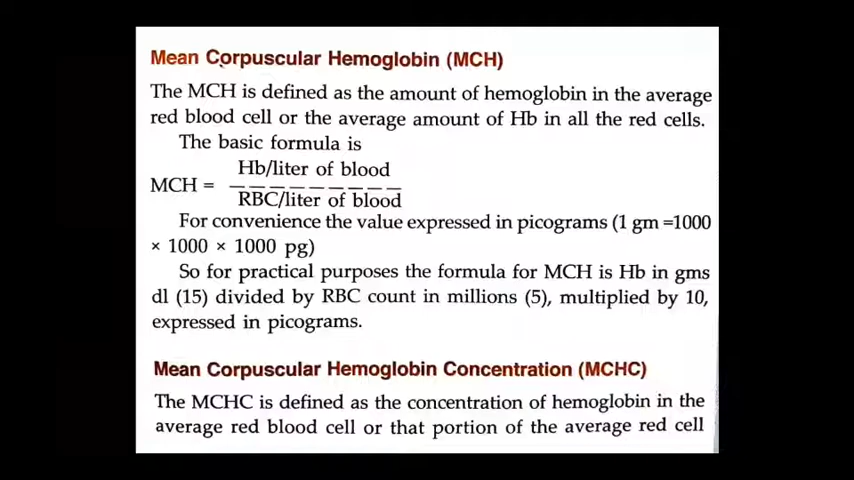 Mean Corpuscular Hemoglobin (MCH)
The MCH is defined as the amount of hemoglobin in the average
red blood cell or the average amount of Hb in all the red cells.
The basic formula is
Hb/liter of blood
MCH = __________
RBC/liter of blood
For convenience the value expressed in picograms (1 gm =1000
× 1000 × 1000 pg)
So for practical purposes the formula for MCH is Hb in gms
dl (15) divided by RBC count in millions (5), multiplied by 10,
expressed in picograms.
Mean Corpuscular Hemoglobin Concentration (MCHC)
The MCHC is defined as the concentration of hemoglobin in the
average red blood cell or that portion of the average red cell